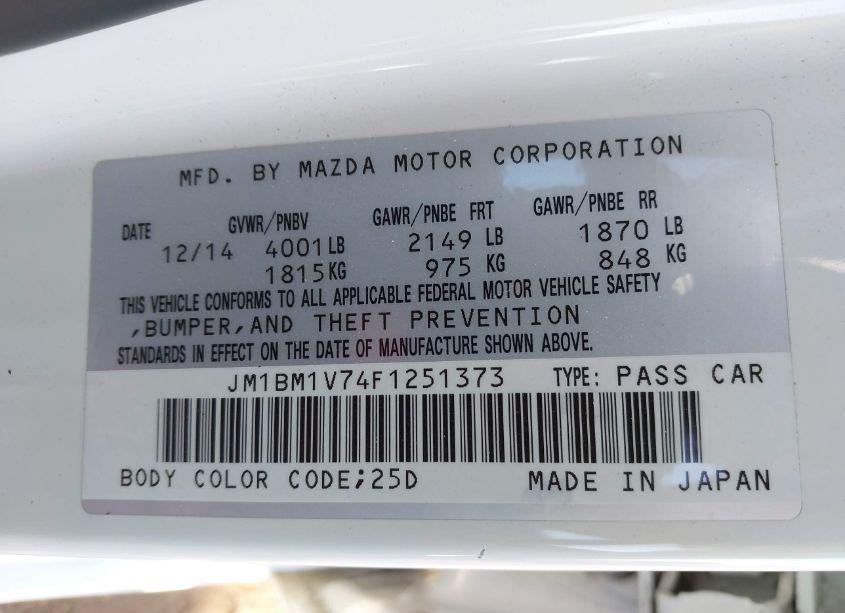 MFD. BY MAZDA MOTOR CORPORATION
DATE GVWR/PNBV GAWR/PNBE FRT GAWR/PNBE RR
12/14 4001LB 2149 LB 1870 LB
1815KG 975 KG 848 KG
THIS VEHICLE CONFORMS TO ALL APPLICABLE FEDERAL MOTOR VEHICLE SAFETY
,BUMPER,AND THEFT PREVENTION
STANDARDS IN EFFECT ON THE DATE OF MANUFACTURE SHOWN ABOVE.
JM1BM1V74F1251373 TYPE: PASS CAR
BODY COLOR CODE;25D MADE IN JAPAN